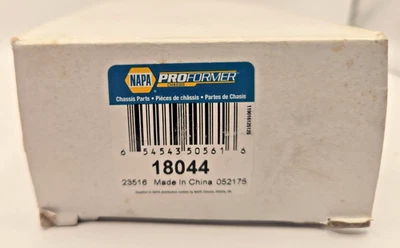 NAPA PROFORMER
CHASSIS
Chassis Parts • Pièces de châssis • Partes de Chasis
6 54543 50561 6
18044
23516 Made In China 052175